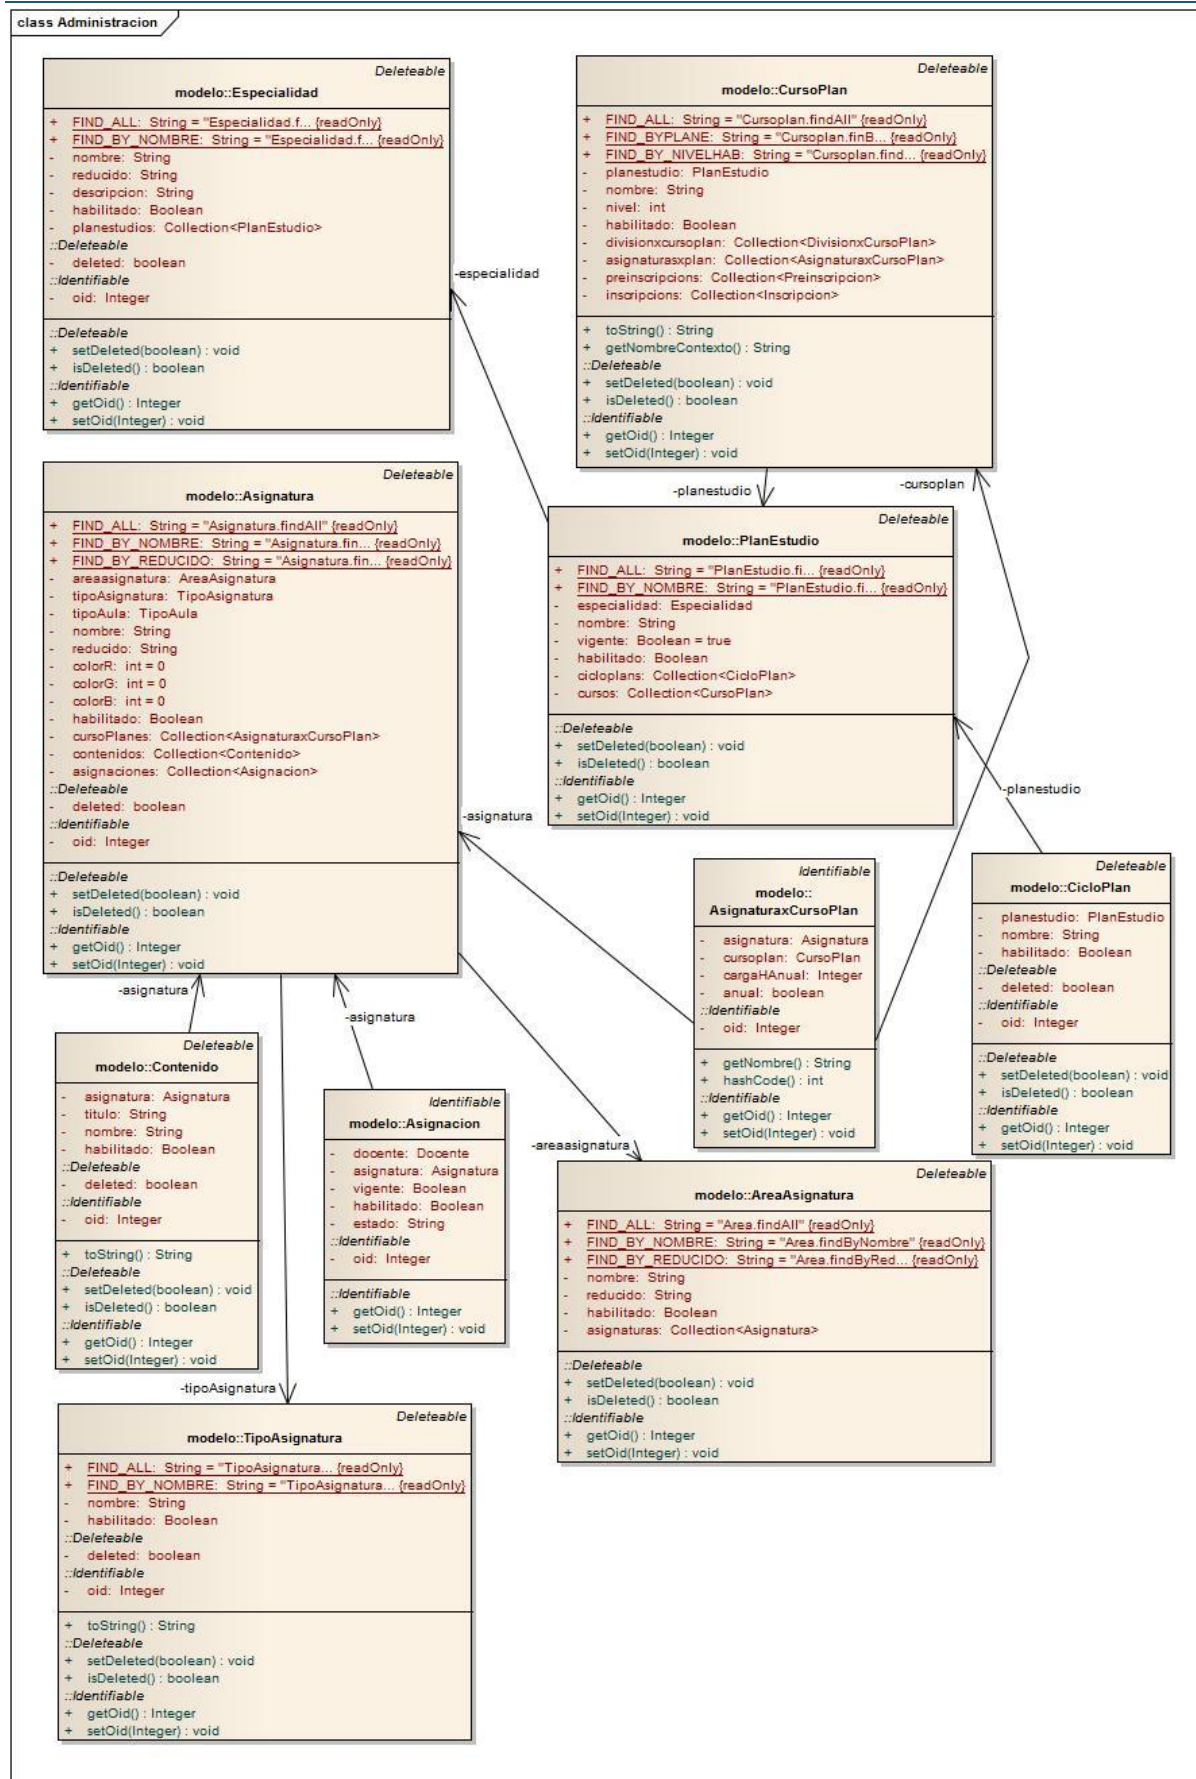 class Administracion
Deleteable
modelo::Especialidad
+ FIND_ALL: String = "Especialidad.f... {readOnly}
+ FIND_BY_NOMBRE: String = "Especialidad.f... {readOnly}
- nombre: String
- reducido: String
- descripcion: String
- habilitado: Boolean
- planestudios: Collection<PlanEstudio>
::Deleteable
- deleted: boolean
::Identifiable
- oid: Integer
::Deleteable
+ setDeleted(boolean) : void
+ isDeleted() : boolean
::Identifiable
+ getOid() : Integer
+ setOid(Integer) : void
Deleteable
modelo::CursoPlan
+ FIND_ALL: String = "Cursoplan.findAll" {readOnly}
+ FIND_BYPLANE: String = "Cursoplan.finB... {readOnly}
+ FIND_BY_NIVELHAB: String = "Cursoplan.find... {readOnly}
- planestudio: PlanEstudio
- nombre: String
- nivel: int
- habilitado: Boolean
- divisionxcursoplan: Collection<DivisionxCursoPlan>
- asignaturasxplan: Collection<AsignaturaxCursoPlan>
- preinscripcions: Collection<Preinscripcion>
- inscripcions: Collection<Inscripcion>
+ toString() : String
+ getNombreContexto() : String
::Deleteable
+ setDeleted(boolean) : void
+ isDeleted() : boolean
::Identifiable
+ getOid() : Integer
+ setOid(Integer) : void
-especialidad
-planestudio
-cursoplan
Deleteable
modelo::Asignatura
+ FIND_ALL: String = "Asignatura.findAll" {readOnly}
+ FIND_BY_NOMBRE: String = "Asignatura.fin... {readOnly}
+ FIND_BY_REDUCIDO: String = "Asignatura.fin... {readOnly}
- areaasignatura: AreaAsignatura
- tipoAsignatura: TipoAsignatura
- tipoAula: TipoAula
- nombre: String
- reducido: String
- colorR: int = 0
- colorG: int = 0
- colorB: int = 0
- habilitado: Boolean
- cursoPlanes: Collection<AsignaturaxCursoPlan>
- contenidos: Collection<Contenido>
- asignaciones: Collection<Asignacion>
::Deleteable
- deleted: boolean
::Identifiable
- oid: Integer
::Deleteable
+ setDeleted(boolean) : void
+ isDeleted() : boolean
::Identifiable
+ getOid() : Integer
+ setOid(Integer) : void
Deleteable
modelo::PlanEstudio
+ FIND_ALL: String = "PlanEstudio.fi... {readOnly}
+ FIND_BY_NOMBRE: String = "PlanEstudio.fi... {readOnly}
- especialidad: Especialidad
- nombre: String
- vigente: Boolean = true
- habilitado: Boolean
- cicloplans: Collection<CicloPlan>
- cursos: Collection<CursoPlan>
::Deleteable
+ setDeleted(boolean) : void
+ isDeleted() : boolean
::Identifiable
+ getOid() : Integer
+ setOid(Integer) : void
-planestudio
-asignatura
Identifiable
modelo::
AsignaturaxCursoPlan
- asignatura: Asignatura
- cursoplan: CursoPlan
- cargaHAnual: Integer
- anual: boolean
::Identifiable
- oid: Integer
+ getNombre() : String
+ hashCode() : int
::Identifiable
+ getOid() : Integer
+ setOid(Integer) : void
Deleteable
modelo::CicloPlan
- planestudio: PlanEstudio
- nombre: String
- habilitado: Boolean
::Deleteable
- deleted: boolean
::Identifiable
- oid: Integer
::Deleteable
+ setDeleted(boolean) : void
+ isDeleted() : boolean
::Identifiable
+ getOid() : Integer
+ setOid(Integer) : void
-asignatura
-asignatura
Deleteable
modelo::Contenido
- asignatura: Asignatura
- titulo: String
- nombre: String
- habilitado: Boolean
::Deleteable
- deleted: boolean
::Identifiable
- oid: Integer
+ toString() : String
::Deleteable
+ setDeleted(boolean) : void
+ isDeleted() : boolean
::Identifiable
+ getOid() : Integer
+ setOid(Integer) : void
Identifiable
modelo::Asignacion
- docente: Docente
- asignatura: Asignatura
- vigente: Boolean
- habilitado: Boolean
- estado: String
::Identifiable
- oid: Integer
::Identifiable
+ getOid() : Integer
+ setOid(Integer) : void
-areaasignatura
Deleteable
modelo::AreaAsignatura
+ FIND_ALL: String = "Area.findAll" {readOnly}
+ FIND_BY_NOMBRE: String = "Area.findByNombre" {readOnly}
+ FIND_BY_REDUCIDO: String = "Area.findByRed... {readOnly}
- nombre: String
- reducido: String
- habilitado: Boolean
- asignaturas: Collection<Asignatura>
::Deleteable
+ setDeleted(boolean) : void
+ isDeleted() : boolean
::Identifiable
+ getOid() : Integer
+ setOid(Integer) : void
-tipoAsignatura
Deleteable
modelo::TipoAsignatura
+ FIND_ALL: String = "TipoAsignatura... {readOnly}
+ FIND_BY_NOMBRE: String = "TipoAsignatura... {readOnly}
- nombre: String
- habilitado: Boolean
::Deleteable
- deleted: boolean
::Identifiable
- oid: Integer
+ toString() : String
::Deleteable
+ setDeleted(boolean) : void
+ isDeleted() : boolean
::Identifiable
+ getOid() : Integer
+ setOid(Integer) : void